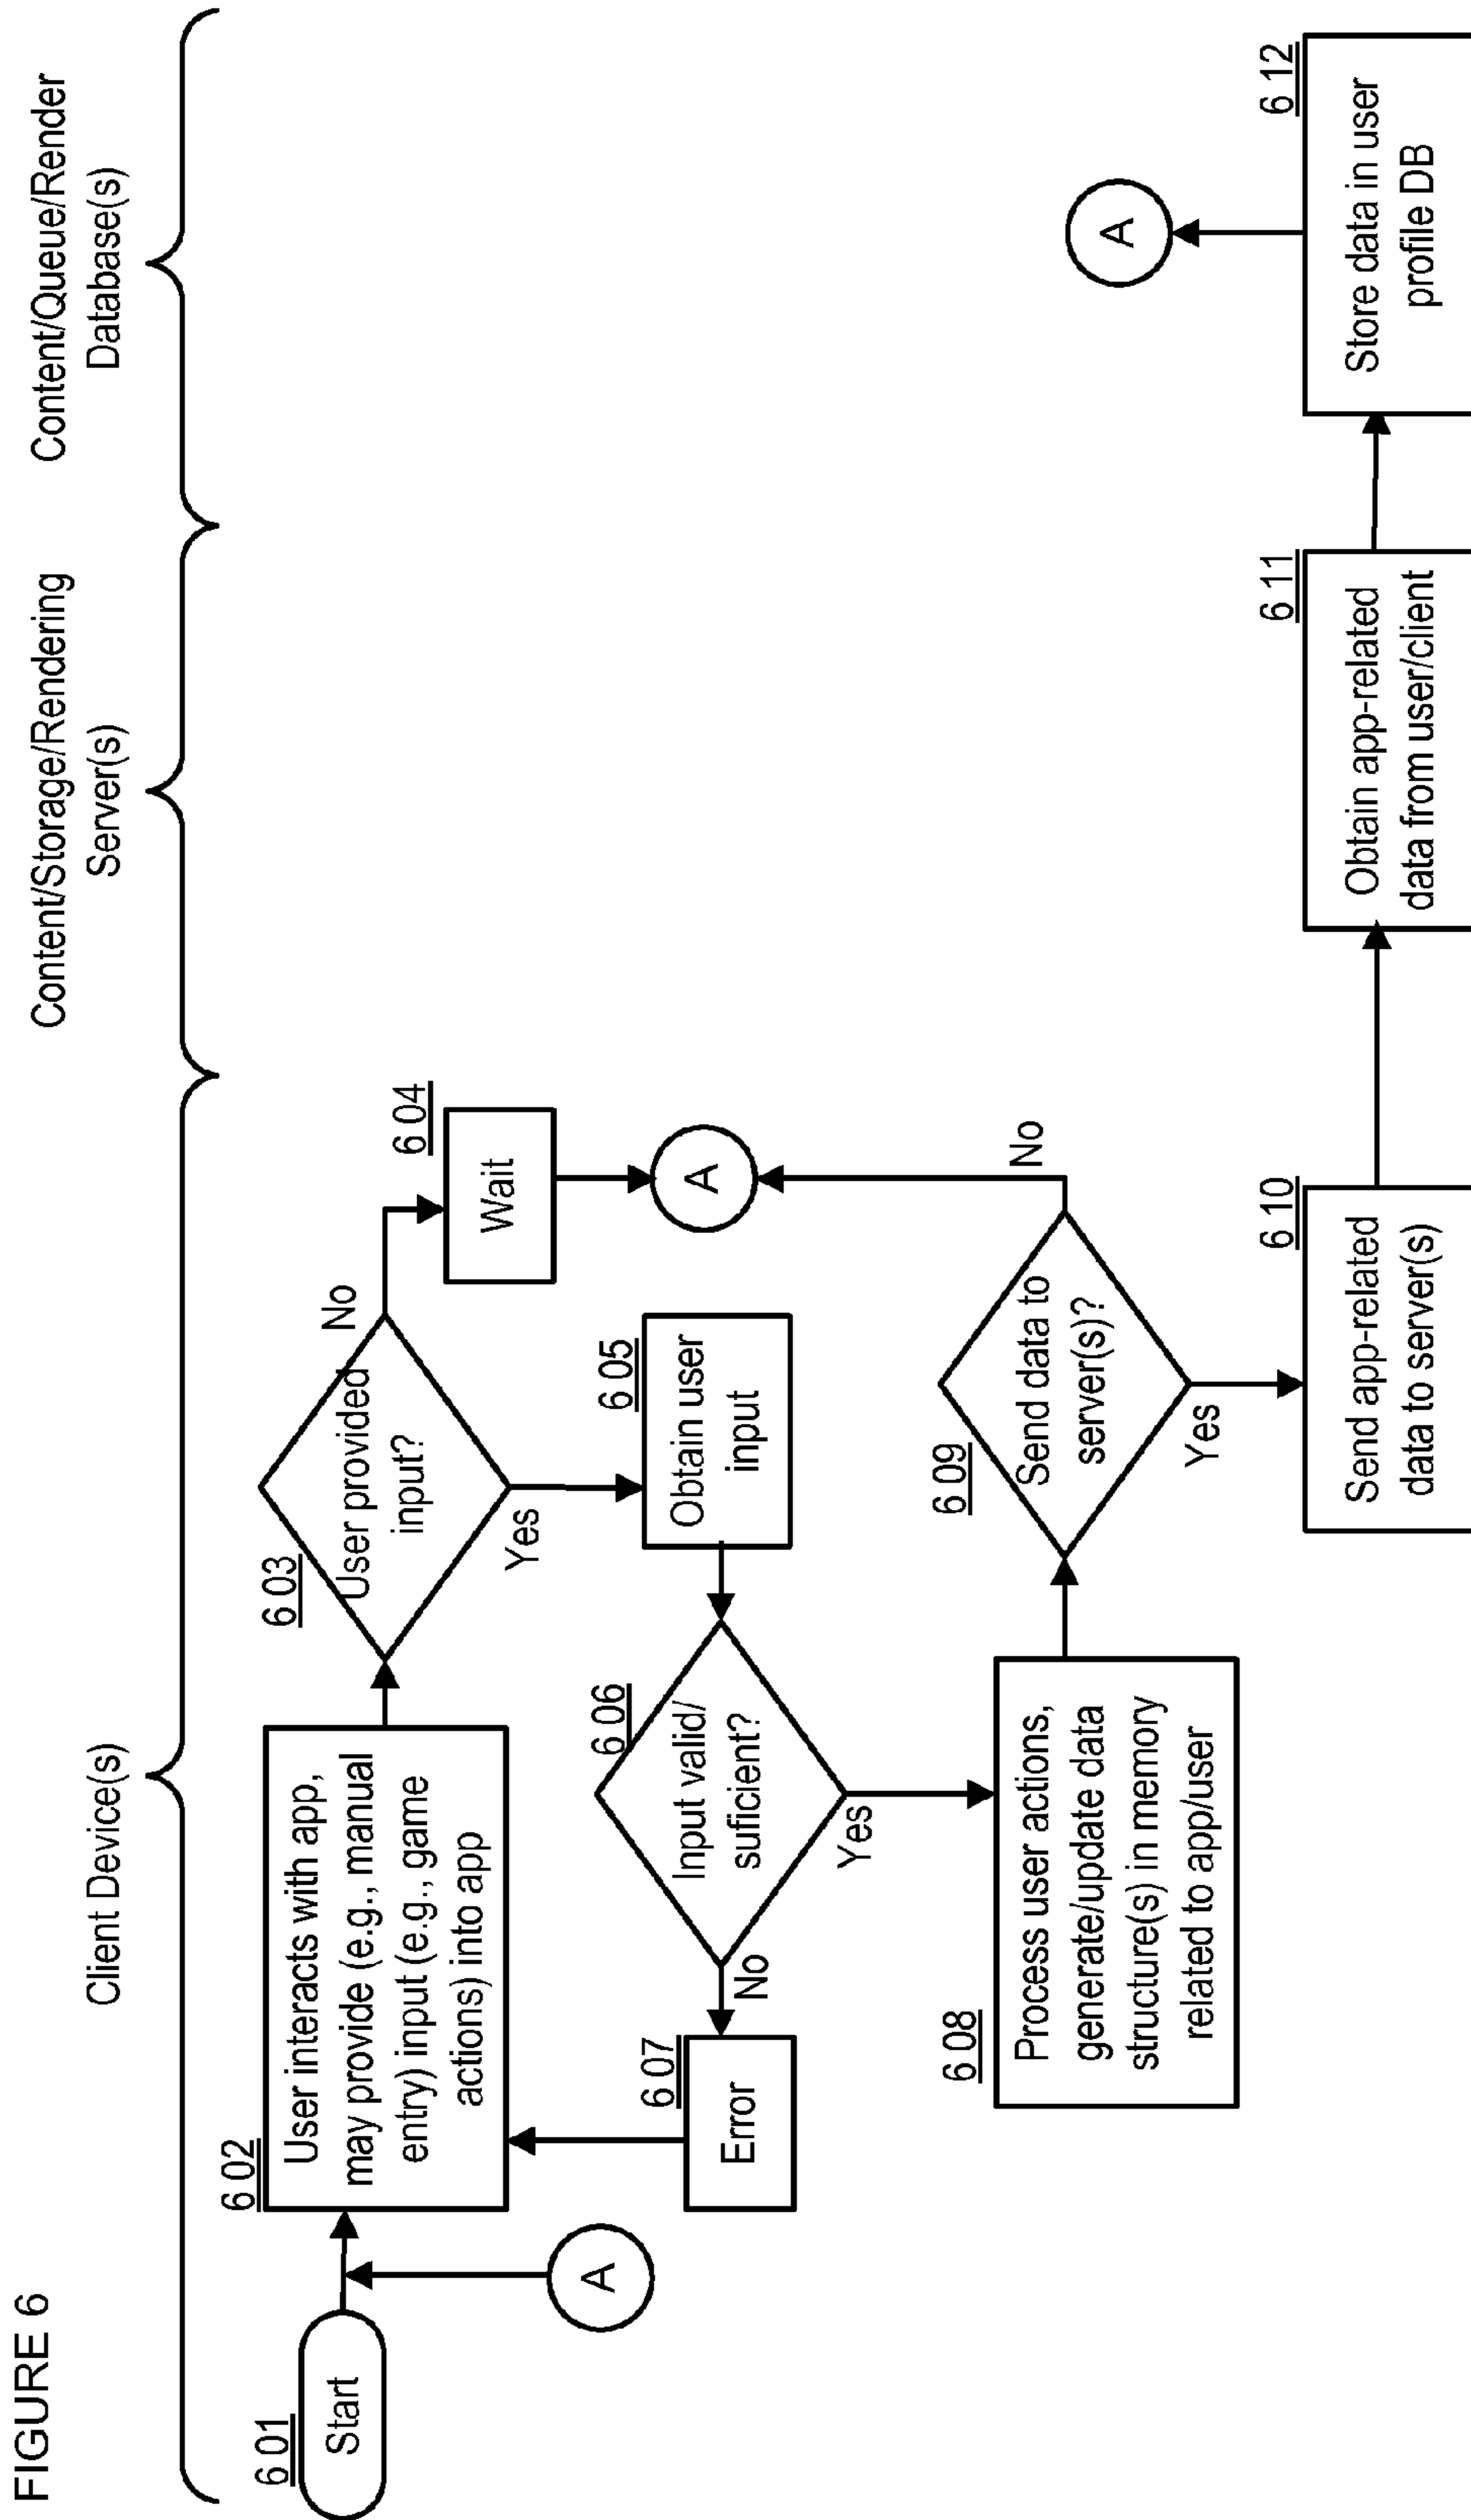 FIGURE 6
Client Device(s)
Content/Storage/Rendering
Server(s)
Content/Queue/Render
Database(s)
6 01
Start
A
6 02
User interacts with app,
may provide (e.g., manual
entry) input (e.g., game
actions) into app
6 03
User provided
input?
No
Yes
6 04
Wait
A
6 05
Obtain user
input
6 06
Input valid/
suficient?
No
Yes
6 07
Error
6 08
Process user actions,
generate/update data
structure(s) in memory
related to app/user
6 09
Send data to
server(s)?
No
Yes
6 10
Send app-related
data to server(s)
6 11
Obtain app-related
data from user/client
6 12
Store data in user
profile DB
A